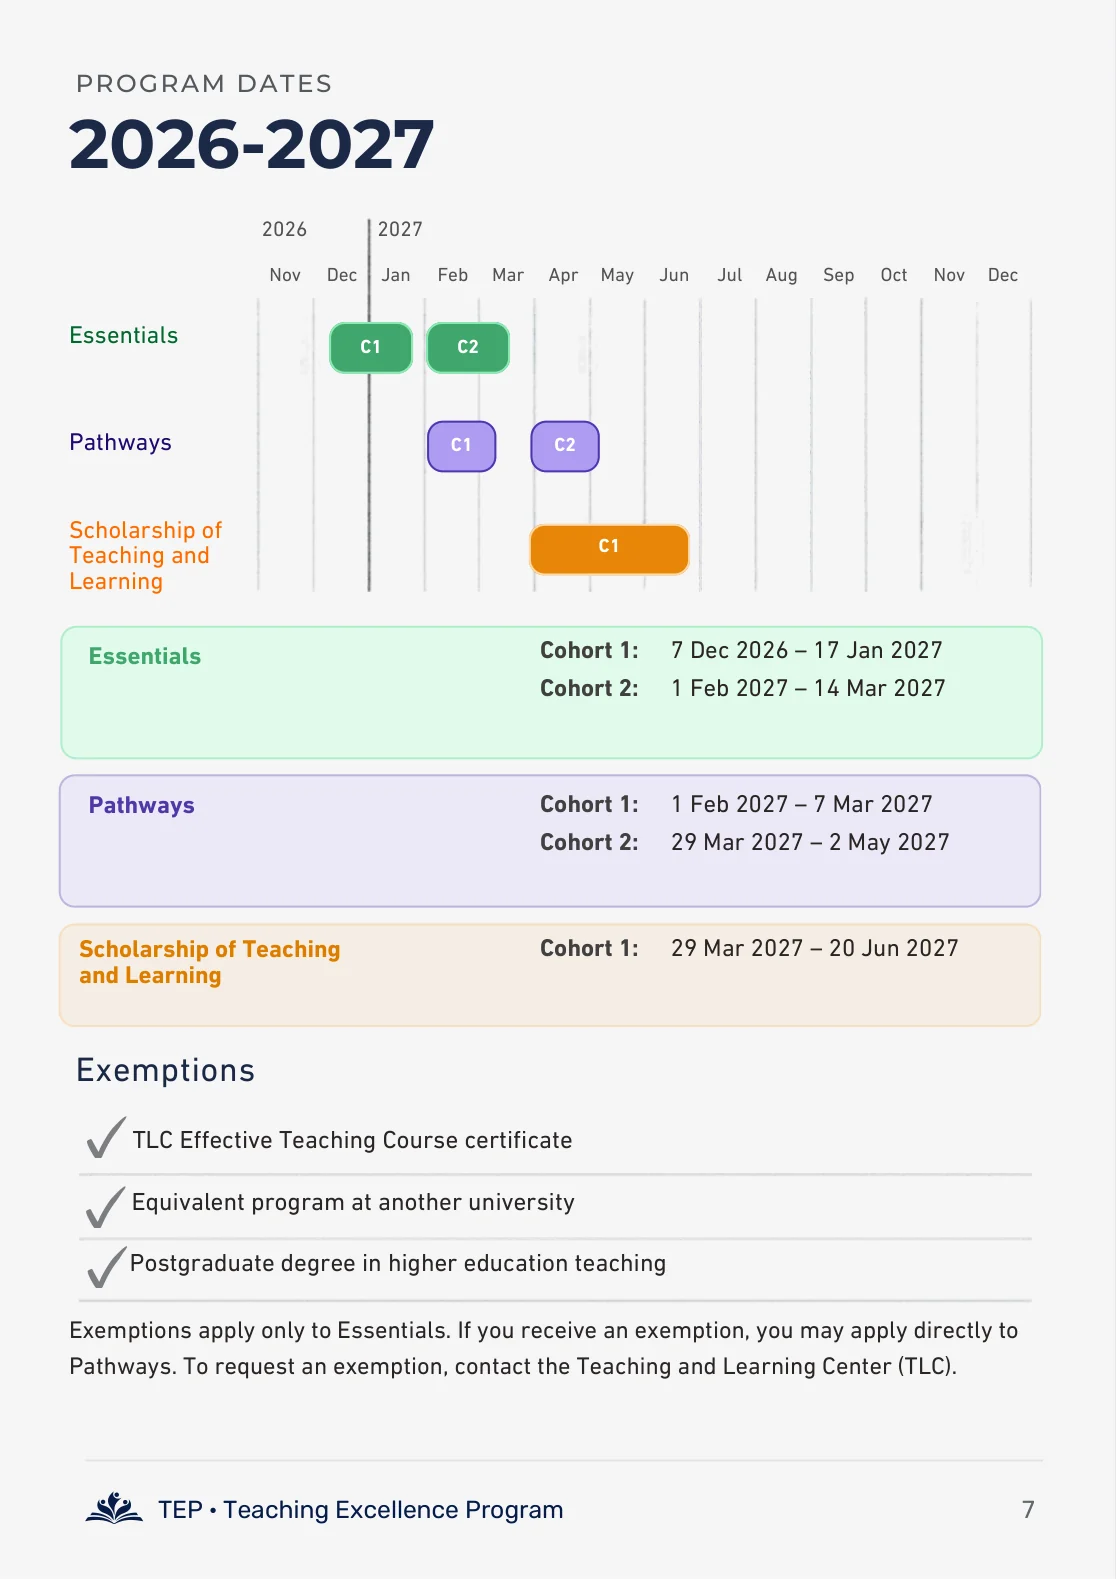 PROGRAM DATES
2026-2027
2026 2027
Nov Dec Jan Feb Mar Apr May Jun Jul Aug Sep Oct Nov Dec
Essentials
C1 C2
Pathways
C1 C2
Scholarship of
Teaching and
Learning
C1
Essentials
Cohort 1: 7 Dec 2026 – 17 Jan 2027
Cohort 2: 1 Feb 2027 – 14 Mar 2027
Pathways
Cohort 1: 1 Feb 2027 – 7 Mar 2027
Cohort 2: 29 Mar 2027 – 2 May 2027
Scholarship of Teaching
and Learning
Cohort 1: 29 Mar 2027 – 20 Jun 2027
Exemptions
TLC Effective Teaching Course certificate
Equivalent program at another university
Postgraduate degree in higher education teaching
Exemptions apply only to Essentials. If you receive an exemption, you may apply directly to
Pathways. To request an exemption, contact the Teaching and Learning Center (TLC).
TEP • Teaching Excellence Program
7